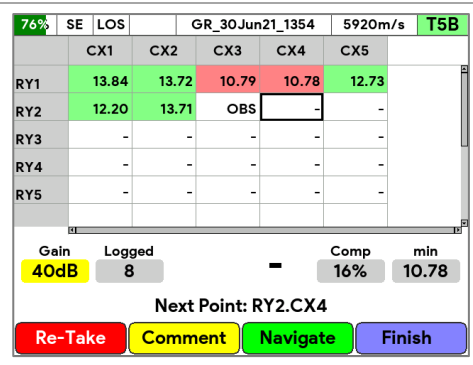 76% SE LOS GR_30Jun21_1354 5920m/s T5B
CX1 CX2 CX3 CX4 CX5
RY1 13.84 13.72 10.79 10.78 12.73
RY2 12.20 13.71 OBS -
RY3 - - - - -
RY4 - - - - -
RY5 - - - - -
Gain Logged Comp min
40dB 8 - 16% 10.78
Next Point: RY2.CX4
Re-Take Comment Navigate Finish